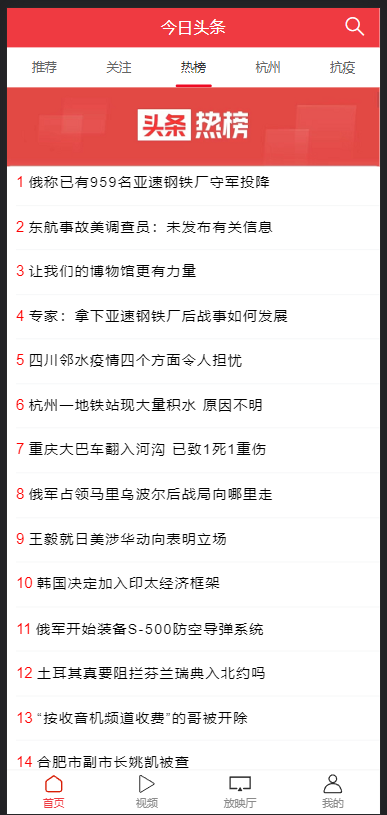 今日头条
推荐 关注 热榜 杭州 抗疫
头条热榜
1 俄称已有959名亚速钢铁厂守军投降
2 东航事故美调查员：未发布有关信息
3 让我们的博物馆更有力量
4 专家：拿下亚速钢铁厂后战事如何发展
5 四川邻水疫情四个方面令人担忧
6 杭州一地铁站现大量积水 原因不明
7 重庆大巴车翻入河沟 已致1死1重伤
8 俄军占领马里乌波尔后战局向哪里走
9 王毅就日美涉华动向表明立场
10 韩国决定加入印太经济框架
11 俄军开始装备S-500防空导弹系统
12 土耳其真要阻拦芬兰瑞典入北约吗
13 “按收音机频道收费”的哥被开除
14 合肥市副市长姚凯被查
首页 视频 放映厅 我的